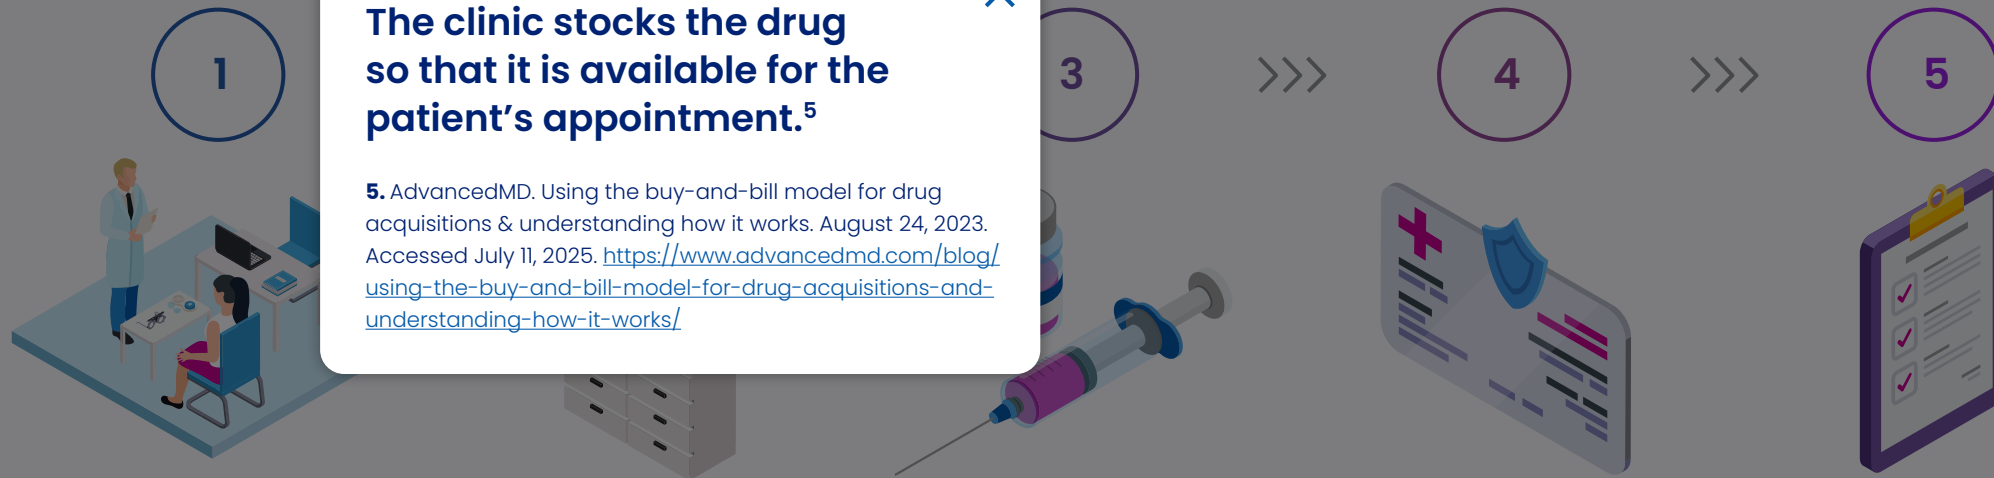 1
The clinic stocks the drug
so that it is available for the
patient’s appointment.⁵
5. AdvancedMD. Using the buy-and-bill model for drug
acquisitions & understanding how it works. August 24, 2023.
Accessed July 11, 2025. https://www.advancedmd.com/blog/
using-the-buy-and-bill-model-for-drug-acquisitions-and-
understanding-how-it-works/
3
4
5